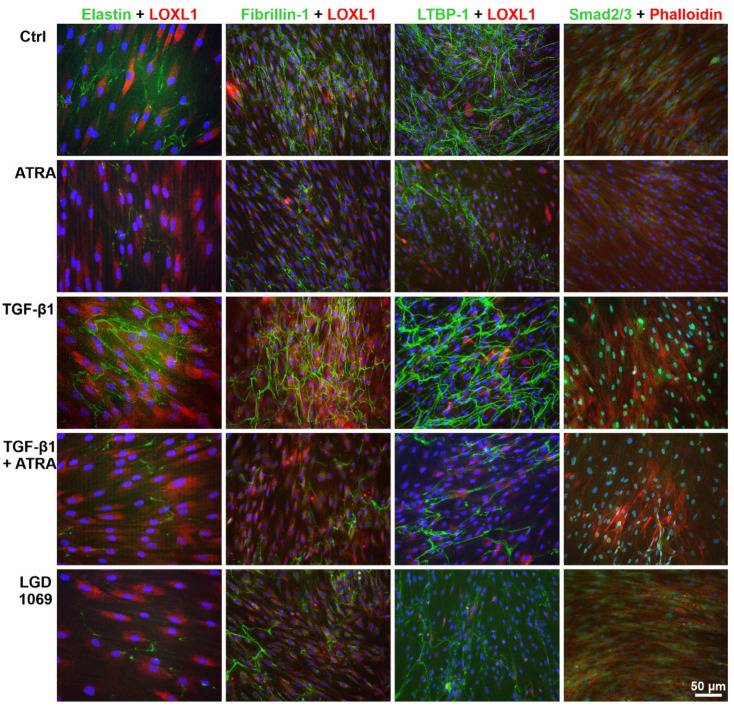 Elastin + LOXL1 Fibrillin-1 + LOXL1 LTBP-1 + LOXL1 Smad2/3 + Phalloidin
Ctrl
ATRA
TGF-β1
TGF-β1
+ ATRA
LGD
1069
50 µm